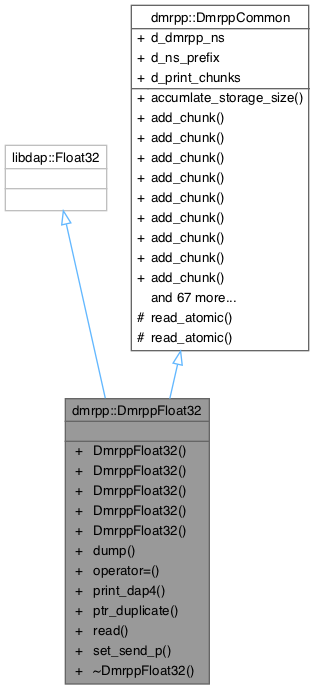 dmrpp::DmrppCommon
+ d_dmrpp_ns
+ d_ns_prefix
+ d_print_chunks
+ accumlate_storage_size()
+ add_chunk()
+ add_chunk()
+ add_chunk()
+ add_chunk()
+ add_chunk()
+ add_chunk()
+ add_chunk()
+ add_chunk()
+ add_chunk()
and 67 more...
# read_atomic()
# read_atomic()
libdap::Float32
dmrpp::DmrppFloat32
+ DmrppFloat32()
+ DmrppFloat32()
+ DmrppFloat32()
+ DmrppFloat32()
+ DmrppFloat32()
+ dump()
+ operator=()
+ print_dap4()
+ ptr_duplicate()
+ read()
+ set_send_p()
+ ~DmrppFloat32()